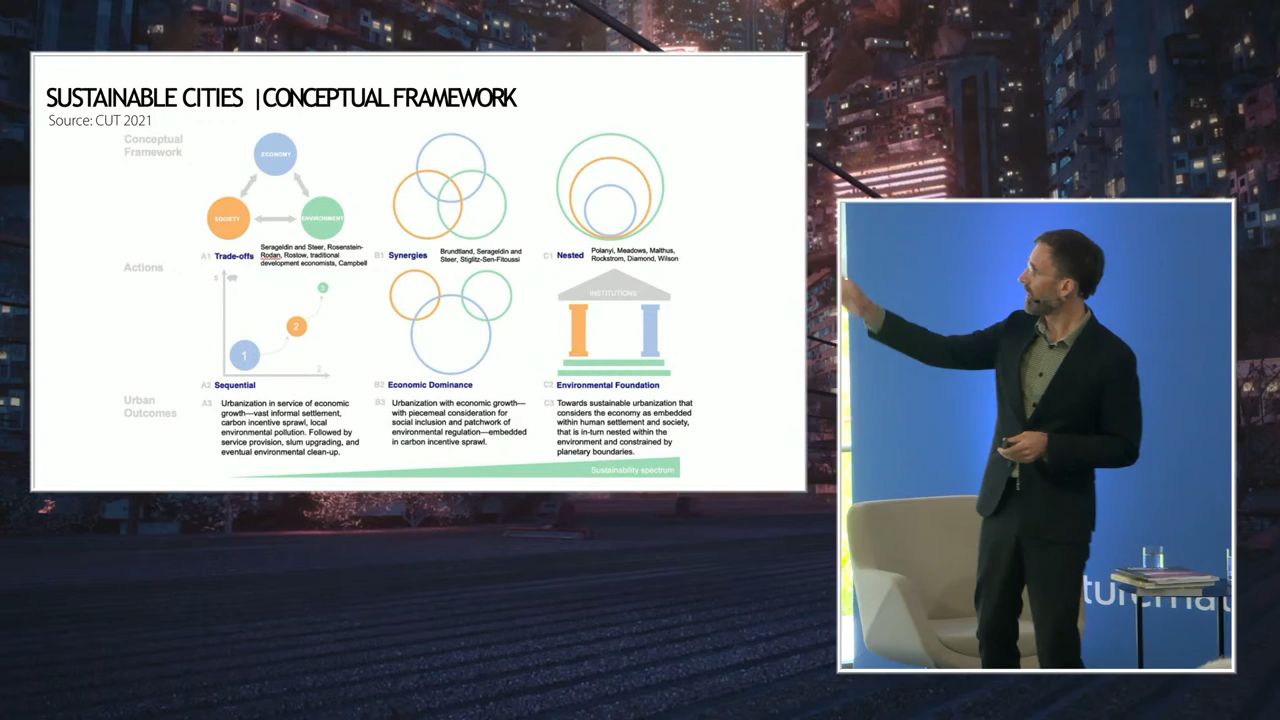 SUSTAINABLE CITIES | CONCEPTUAL FRAMEWORK
Source: CUT 2021
Conceptual
Framework
ECONOMY
SOCIETY
ENVIRONMENT
A1 Trade-offs
Serageldin and Steer, Rosenstein-
Rodan, Rostow, traditional
development economists, Campbell
B1 Synergies
Brundtland, Serageldin and
Steer, Stiglitz-Sen-Fitoussi
C1 Nested
Polanyi, Meadows, Malthus,
Rockstrom, Diamond, Wilson
Actions
$
1
2
3
A2 Sequential
B2 Economic Dominance
INSTITUTIONS
C2 Environmental Foundation
Urban
Outcomes
A3 Urbanization in service of economic
growth—vast informal settlement,
carbon incentive sprawl, local
environmental pollution. Followed by
service provision, slum upgrading, and
eventual environmental clean-up.
B3 Urbanization with economic growth—
with piecemeal consideration for
social inclusion and patchwork of
environmental regulation—embedded
in carbon incentive sprawl.
C3 Towards sustainable urbanization that
considers the economy as embedded
within human settlement and society,
that is in-turn nested within the
environment and constrained by
planetary boundaries.
Sustainability spectrum